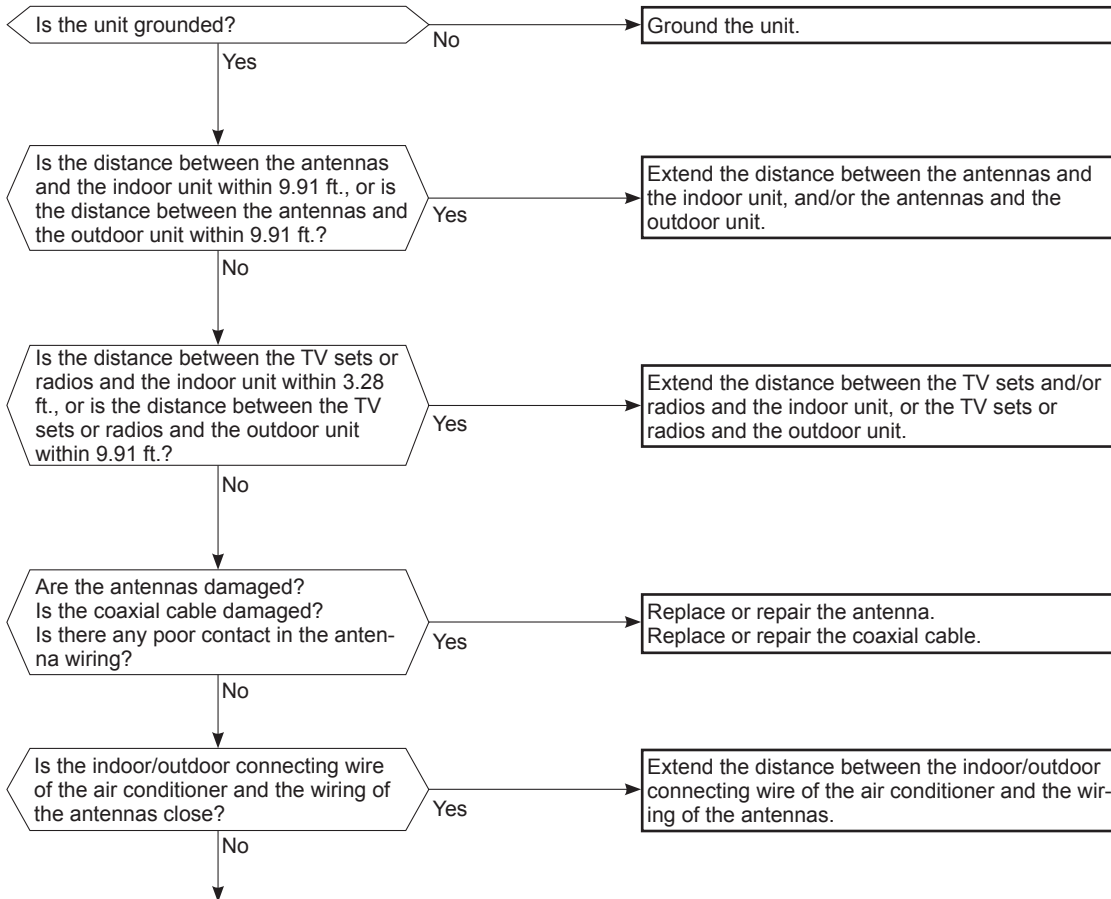 Is the unit grounded?
No
Ground the unit.
Yes
Is the distance between the antennas
and the indoor unit within 9.91 ft., or is
the distance between the antennas and
the outdoor unit within 9.91 ft.?
Yes
Extend the distance between the antennas and
the indoor unit, and/or the antennas and the
outdoor unit.
No
Is the distance between the TV sets or
radios and the indoor unit within 3.28
ft., or is the distance between the TV
sets or radios and the outdoor unit
within 9.91 ft.?
Yes
Extend the distance between the TV sets and/or
radios and the indoor unit, or the TV sets or
radios and the outdoor unit.
No
Are the antennas damaged?
Is the coaxial cable damaged?
Is there any poor contact in the anten-
na wiring?
Yes
Replace or repair the antenna.
Replace or repair the coaxial cable.
No
Is the indoor/outdoor connecting wire
of the air conditioner and the wiring of
the antennas close?
Yes
Extend the distance between the indoor/outdoor
connecting wire of the air conditioner and the wir-
ing of the antennas.
No